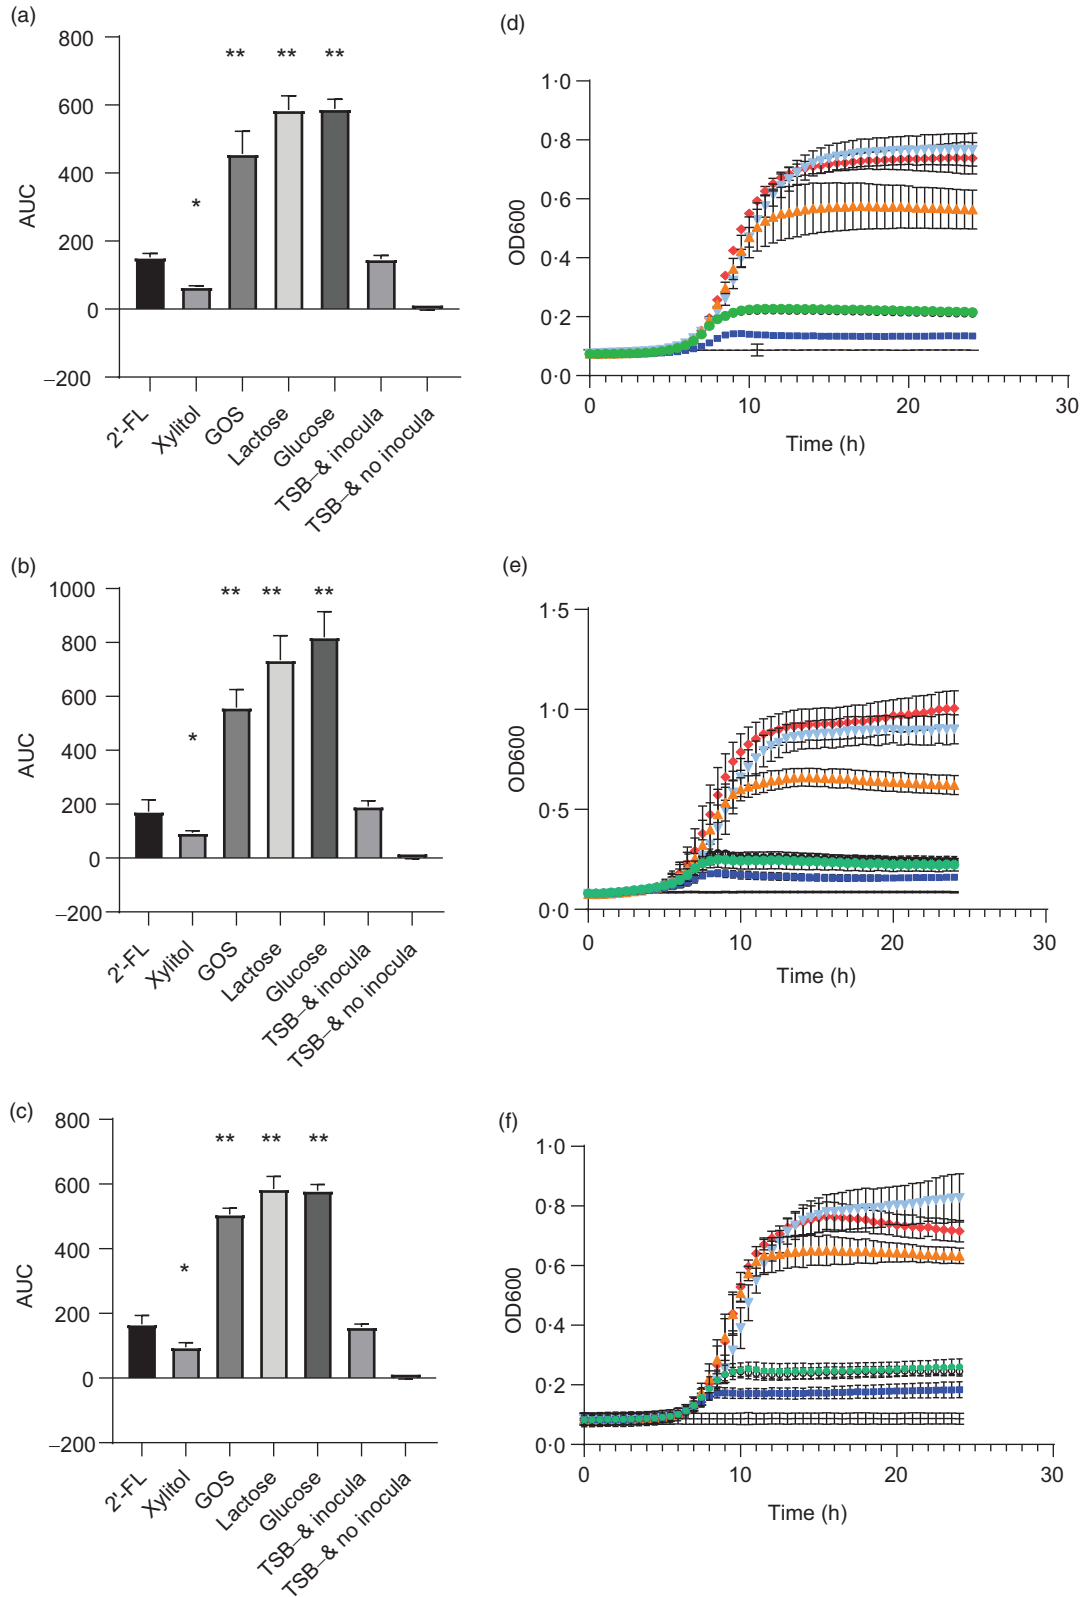 (a)
800
600
400
200
0
−200
AUC
*
**
**
**
2'-FL
Xylitol
GOS
Lactose
Glucose
TSB–& inocula
TSB–& no inocula
(d)
1·0
0·8
0·6
0·4
0·2
0·0
OD600
0
10
20
30
Time (h)
(b)
1000
800
600
400
200
0
−200
AUC
*
**
**
**
2'-FL
Xylitol
GOS
Lactose
Glucose
TSB–& inocula
TSB–& no inocula
(e)
1·5
1·0
0·5
0·0
OD600
0
10
20
30
Time (h)
(c)
800
600
400
200
0
−200
AUC
*
**
**
**
2'-FL
Xylitol
GOS
Lactose
Glucose
TSB–& inocula
TSB–& no inocula
(f)
1·0
0·8
0·6
0·4
0·2
0·0
OD600
0
10
20
30
Time (h)